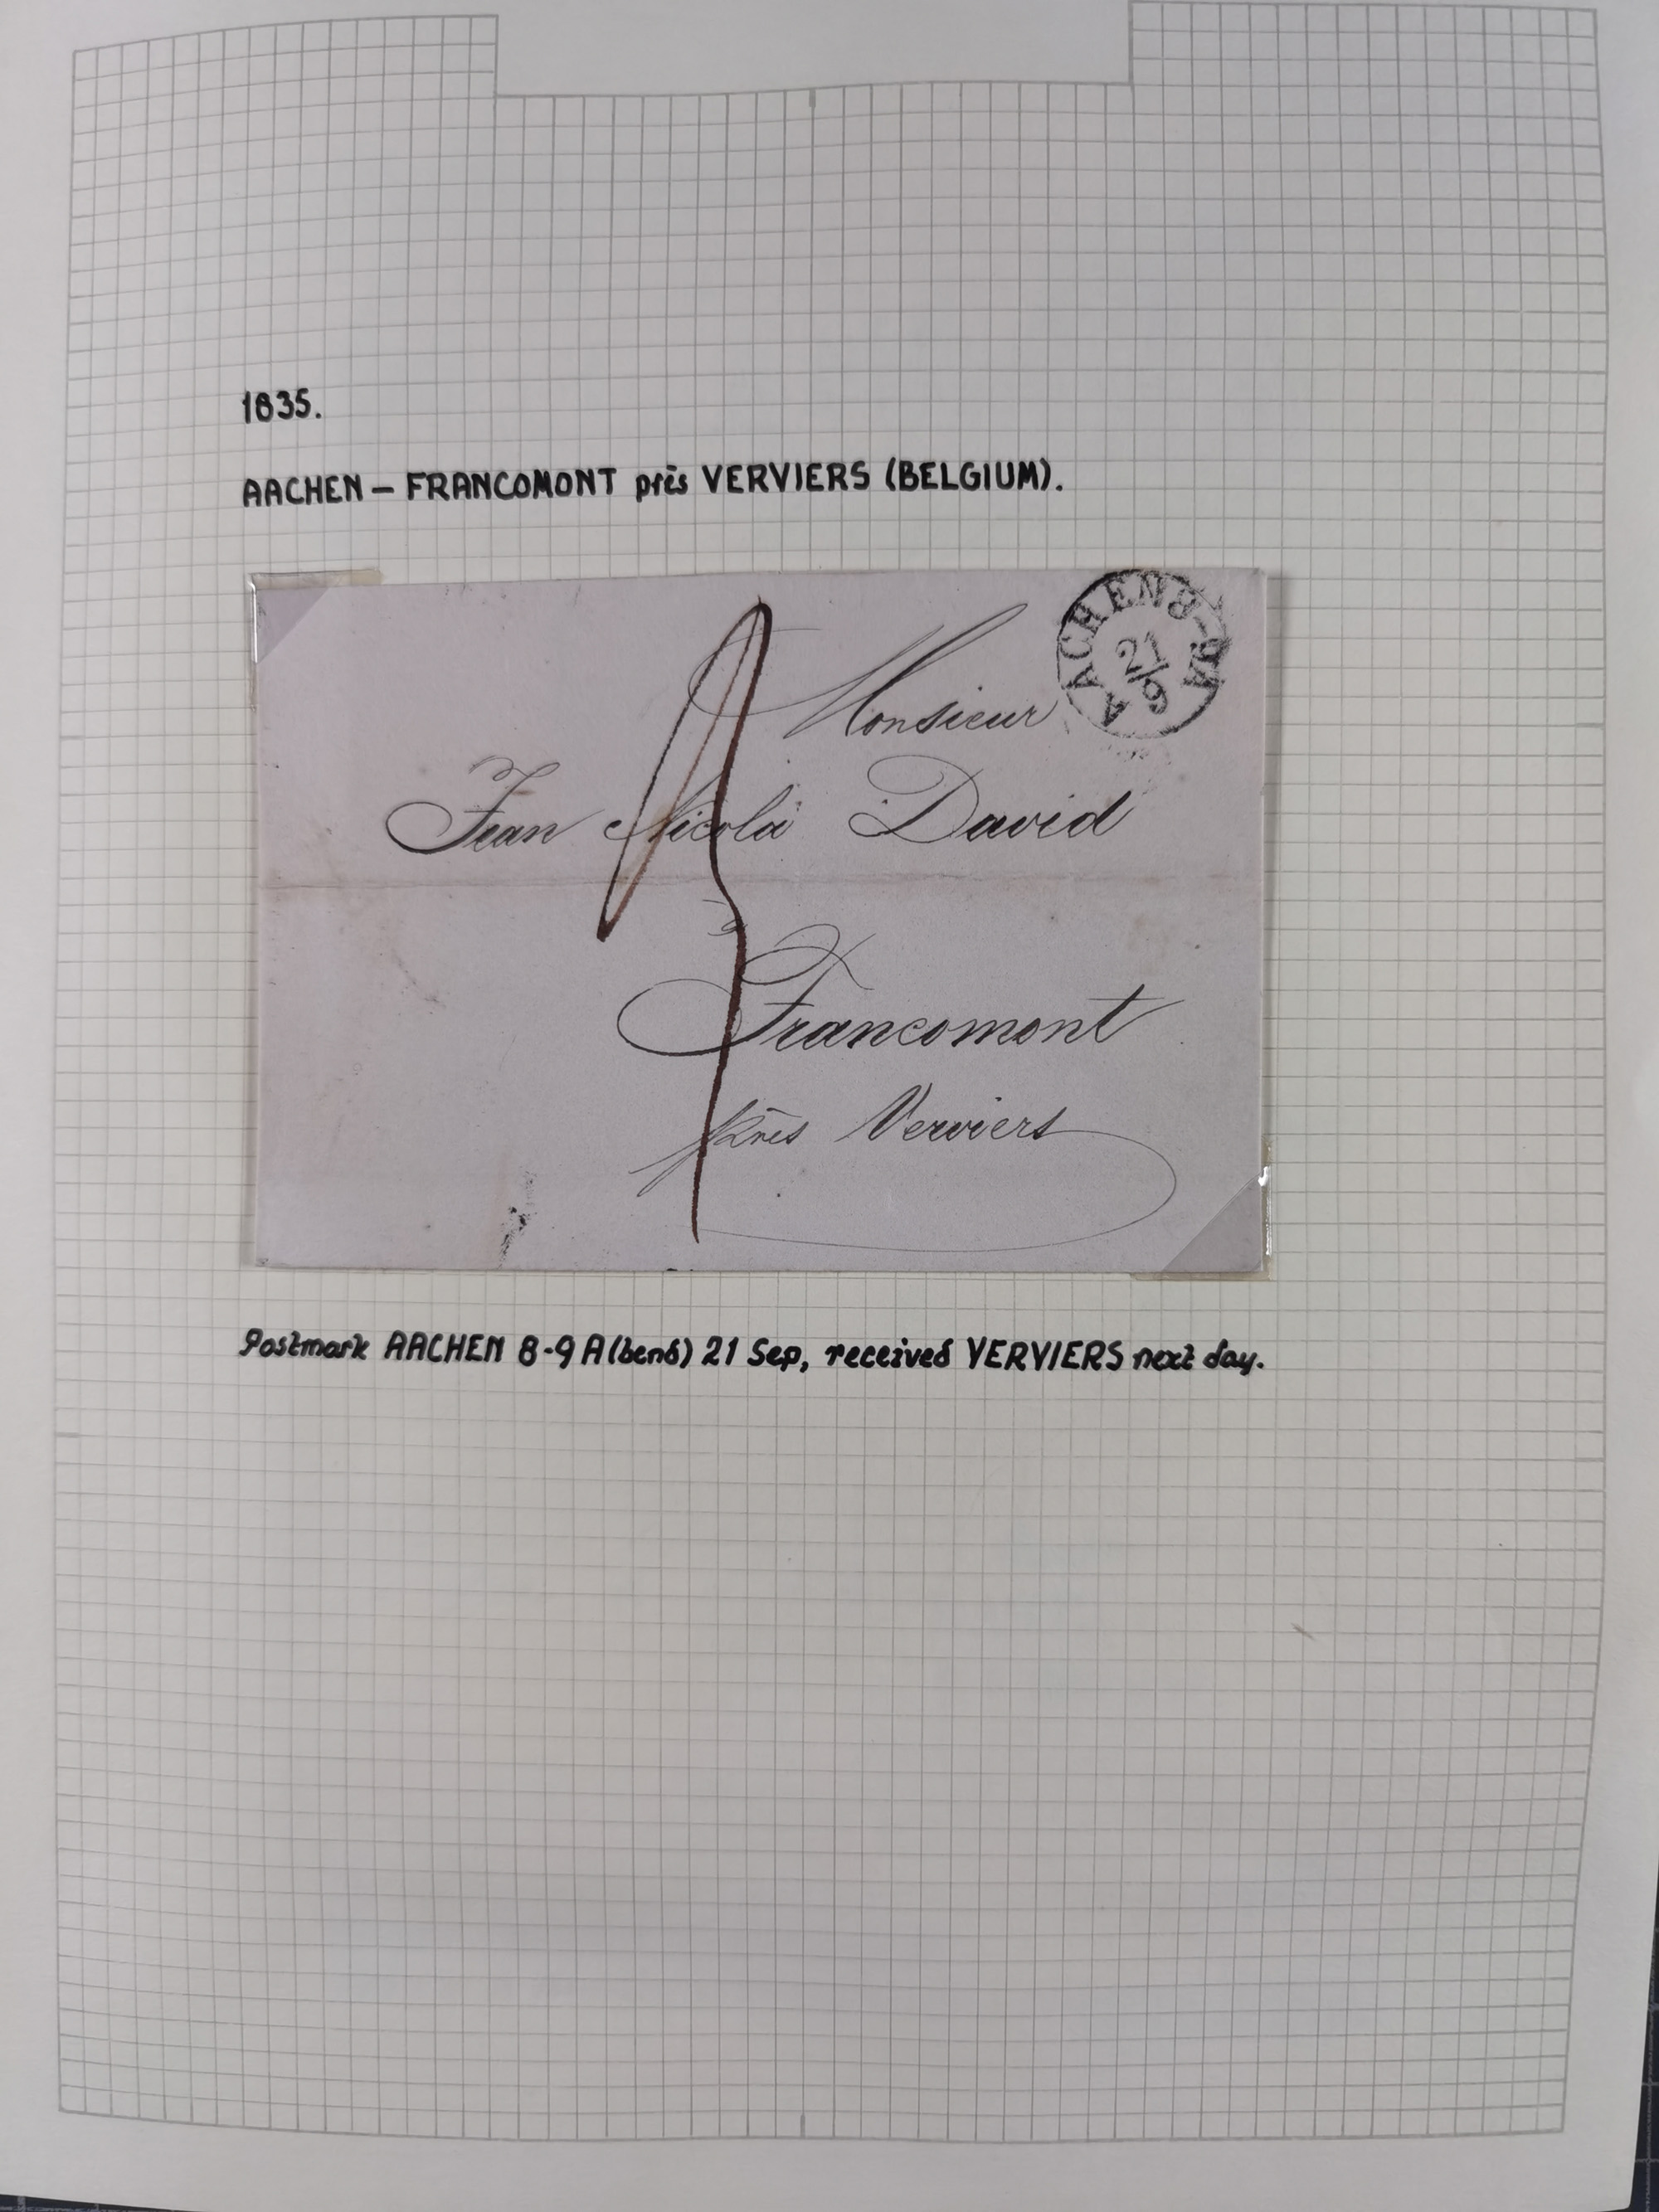 1835.
AACHEN – FRANCOMONT près VERVIERS (BELGIUM).
AACHEN 8-9 A
21/9
Monsieur
Jean Nicola David
Francomont
près Verviers
Postmark AACHEN 8-9 A(bend) 21 Sep, received VERVIERS next day.